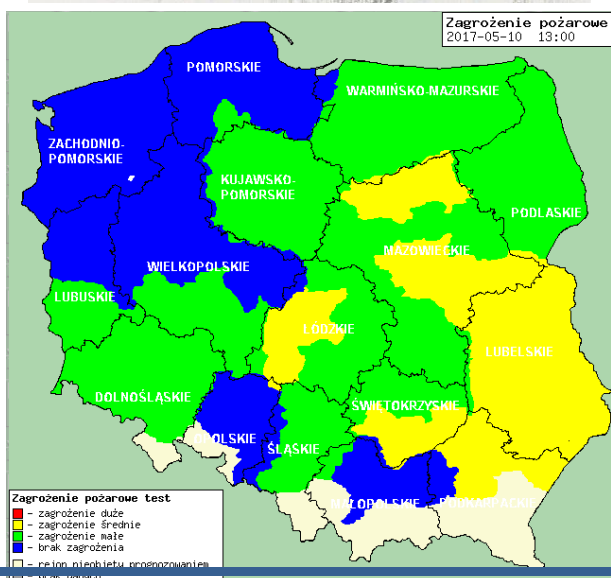 Zagrożenie pożarowe
2017-05-10 13:00
POMORSKIE
WARMIŃSKO-MAZURSKIE
ZACHODNIO-
POMORSKIE
KUJAWSKO-
POMORSKIE
PODLASKIE
MAZOWIECKIE
WIELKOPOLSKIE
LUBUSKIE
ŁÓDZKIE
LUBELSKIE
DOLNOŚLĄSKIE
ŚWIĘTOKRZYSKIE
OPOLSKIE
ŚLĄSKIE
MAŁOPOLSKIE
PODKARPACKIE
Zagrożenie pożarowe test
- zagrożenie duże
- zagrożenie średnie
- zagrożenie małe
- brak zagrożenia
- rejon nieobjęty prognozowaniem